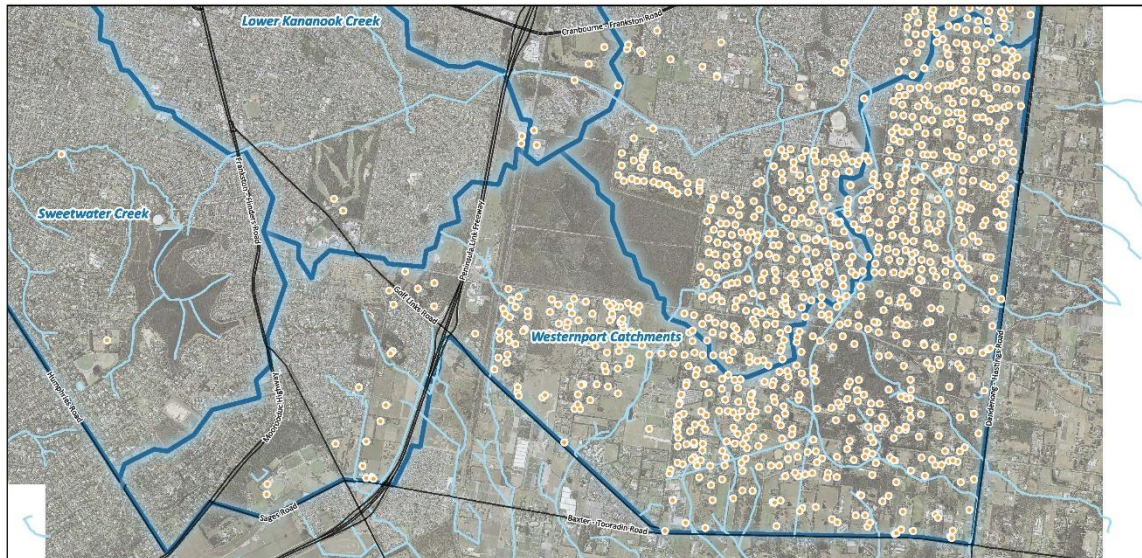 Lower Kananook Creek
Cranbourne - Frankston Road
Frankston - Flinders Road
Sweetwater Creek
Peninsula Link Freeway
Golf Links Road
Westernport Catchments
Dandenong - Hastings Road
Humphries Road
Moorooduc Highway
Sages Road
Baxter - Tooradin Road